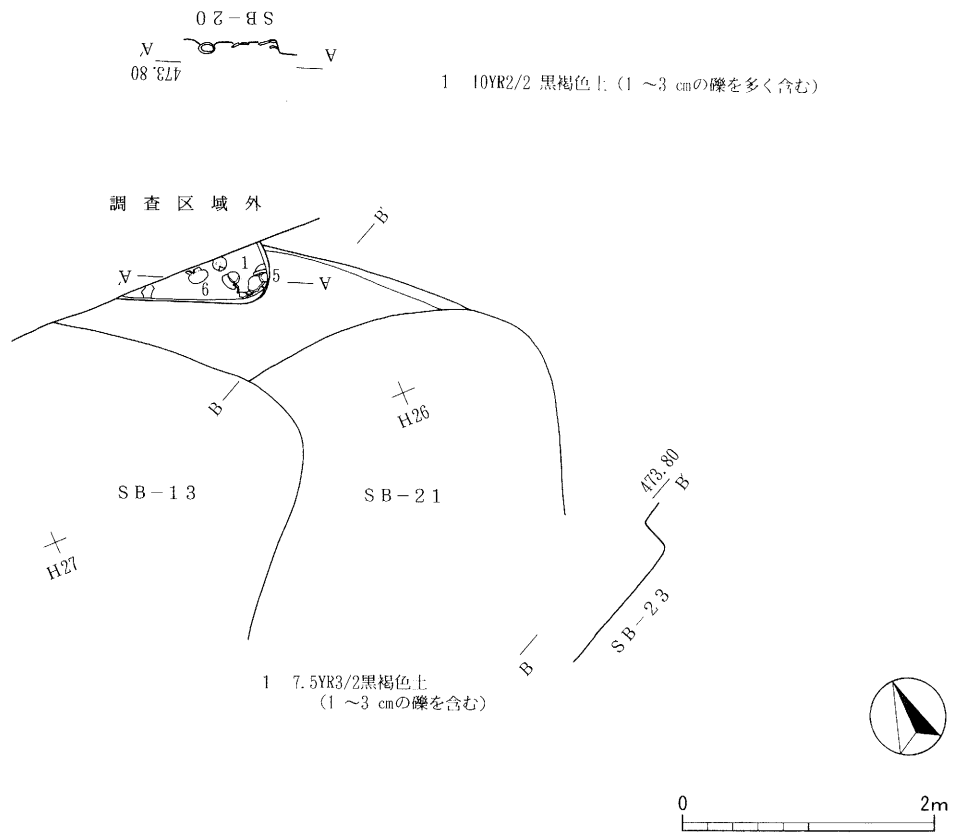 SB-20
A'
A
473.80
1 10YR2/2 黒褐色土（1 ～3 cmの礫を多く含む）
調 査 区 域 外
B'
A'
1
5
A
6
B
H26
473.80
B'
SB-13
SB-21
H27
SB-23
B
1 7.5YR3/2黒褐色土
（1 ～3 cmの礫を含む）
0
2m